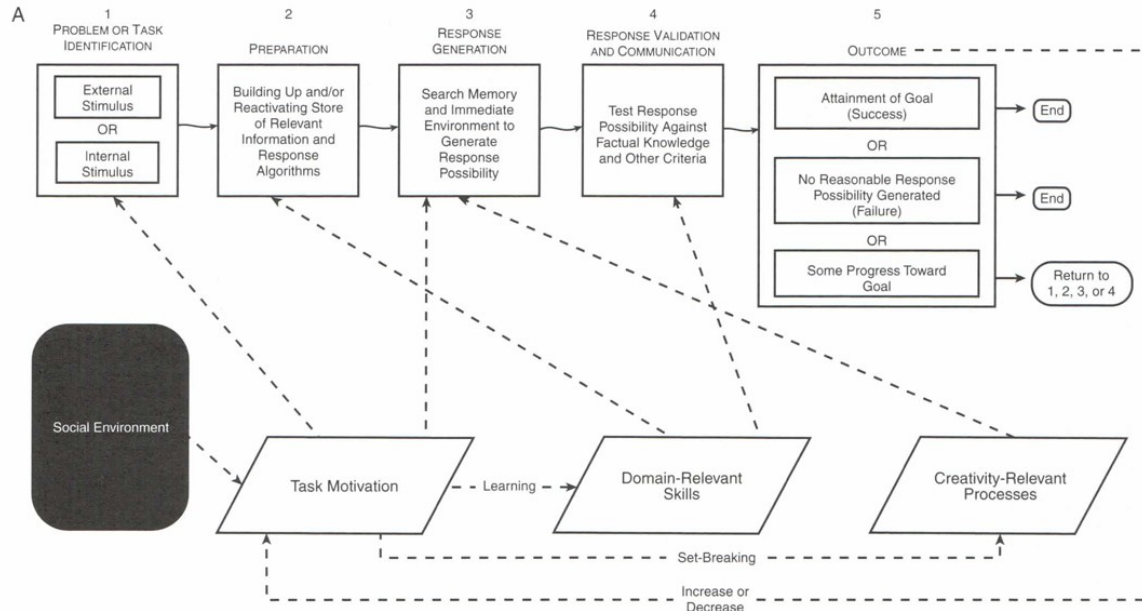 A
1
PROBLEM OR TASK
IDENTIFICATION
2
PREPARATION
3
RESPONSE
GENERATION
4
RESPONSE VALIDATION
AND COMMUNICATION
5
OUTCOME
External
Stimulus
OR
Internal
Stimulus
Building Up and/or
Reactivating Store
of Relevant
Information and
Response
Algorithms
Search Memory
and Immediate
Environment to
Generate
Response
Possibility
Test Response
Possibility Against
Factual Knowledge
and Other Criteria
Attainment of Goal
(Success)
End
OR
No Reasonable Response
Possibility Generated
(Failure)
End
OR
Some Progress Toward
Goal
Return to
1, 2, 3, or 4
Social Environment
Task Motivation
Learning
Domain-Relevant
Skills
Creativity-Relevant
Processes
Set-Breaking
Increase or
Decrease